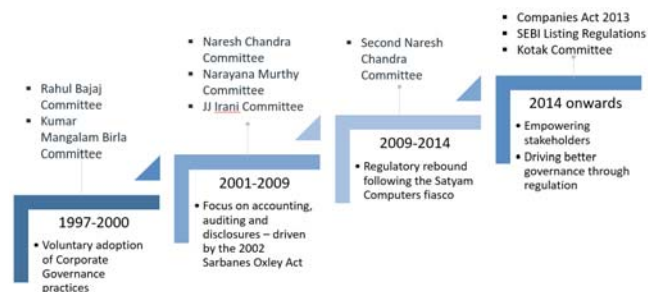 ▪ Rahul Bajaj
Committee
▪ Kumar
Mangalam Birla
Committee
1997-2000
• Voluntary adoption
of Corporate
Governance
practices
▪ Naresh Chandra
Committee
▪ Narayana Murthy
Committee
▪ JJ Irani Committee
2001-2009
• Focus on accounting,
auditing and
disclosures – driven
by the 2002
Sarbanes Oxley Act
▪ Second Naresh
Chandra
Committee
2009-2014
• Regulatory rebound
following the Satyam
Computers fiasco
▪ Companies Act 2013
▪ SEBI Listing Regulations
▪ Kotak Committee
2014 onwards
• Empowering
stakeholders
• Driving better
governance through
regulation